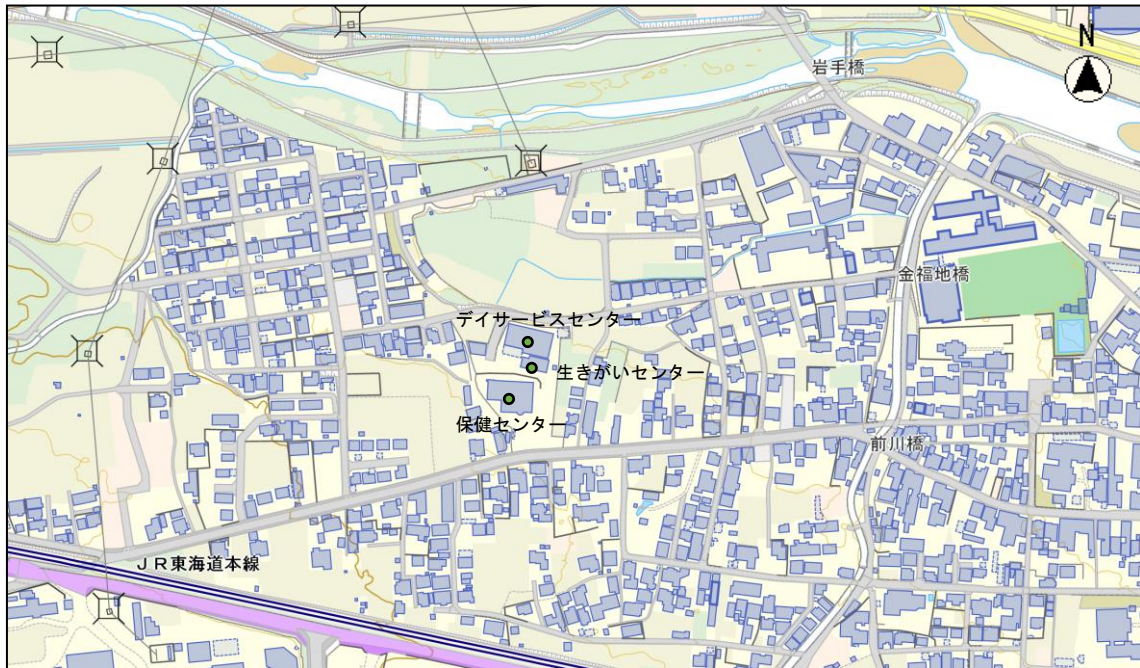 N
岩手橋
金福地橋
デイサービスセンター
生きがいセンター
保健センター
前川橋
ＪＲ東海道本線